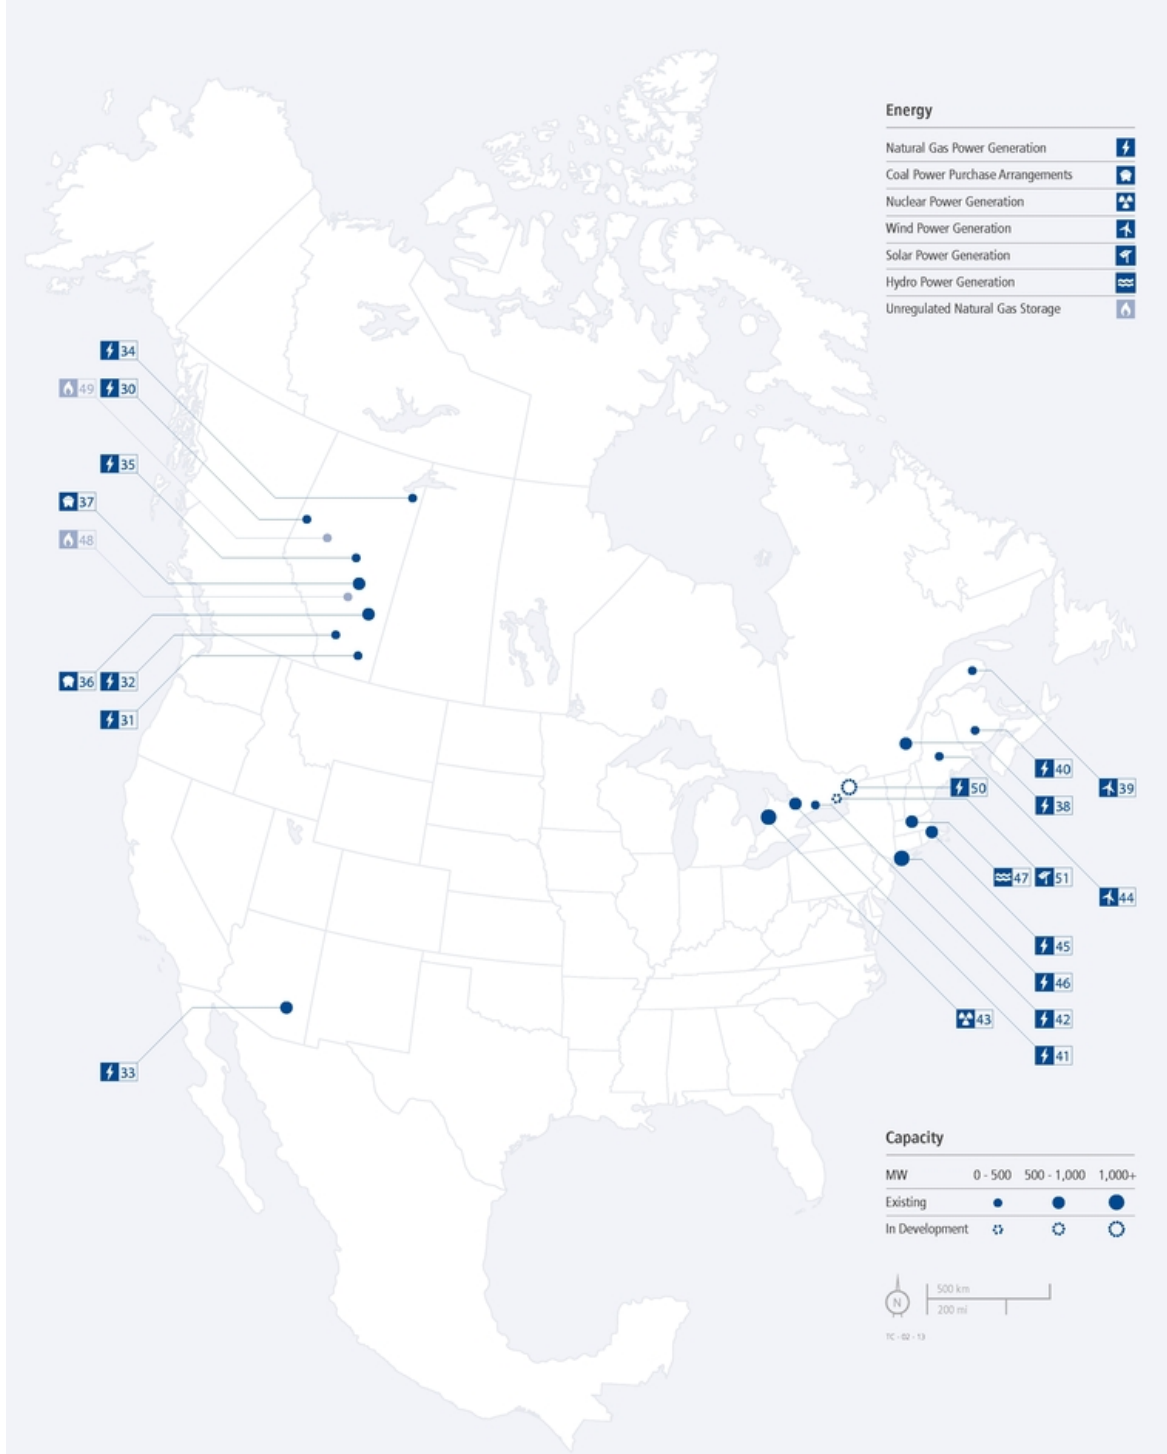 Energy
Natural Gas Power Generation
Coal Power Purchase Arrangements
Nuclear Power Generation
Wind Power Generation
Solar Power Generation
Hydro Power Generation
Unregulated Natural Gas Storage
34
49 30
35
37
48
36 32
31
33
40
50 39
38
47 51
44
45
46
43 42
41
Capacity
MW 0 - 500 500 - 1,000 1,000+
Existing
In Development
N 500 km
200 mi
TC - 02 - 13